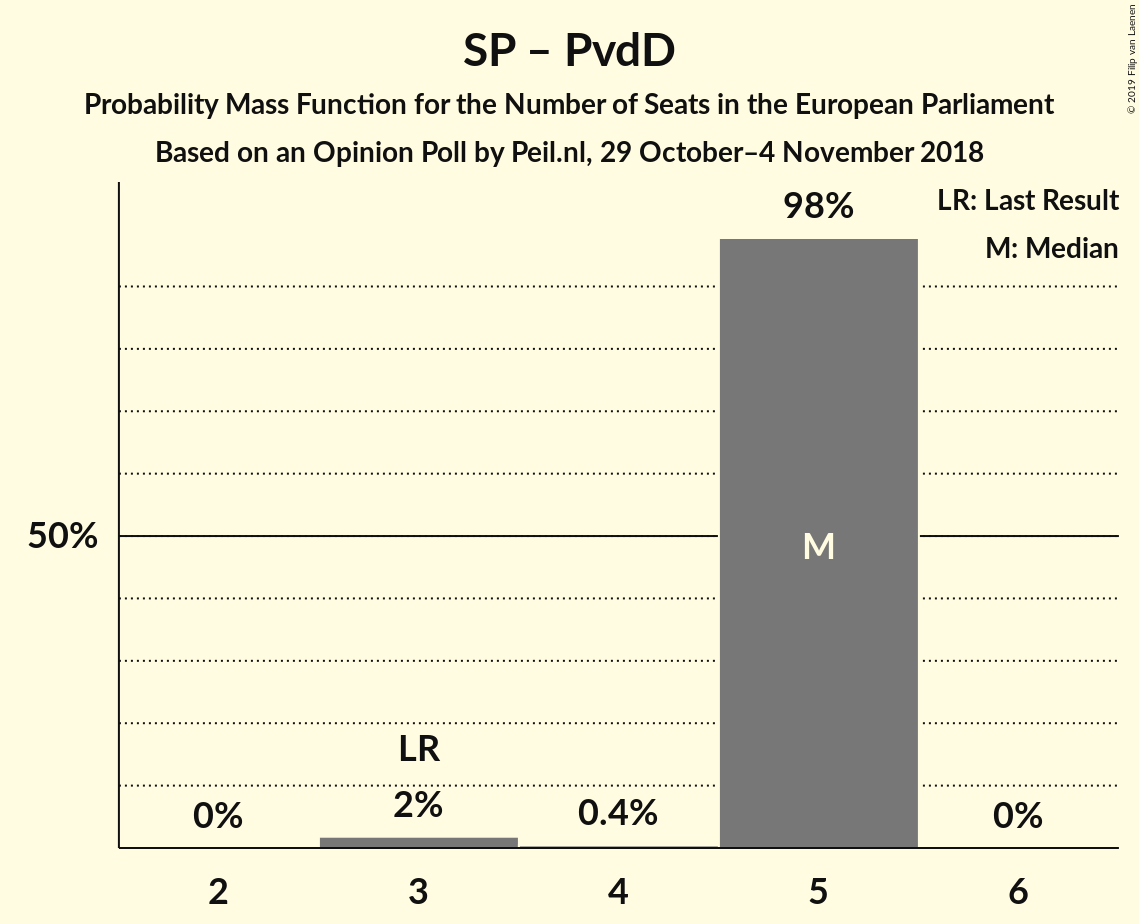 SP – PvdD
Probability Mass Function for the Number of Seats in the European Parliament
Based on an Opinion Poll by Peil.nl, 29 October–4 November 2018
© 2019 Filip van Laenen
LR: Last Result
M: Median
98%
50%
M
LR
0%
2%
0.4%
0%
2
3
4
5
6